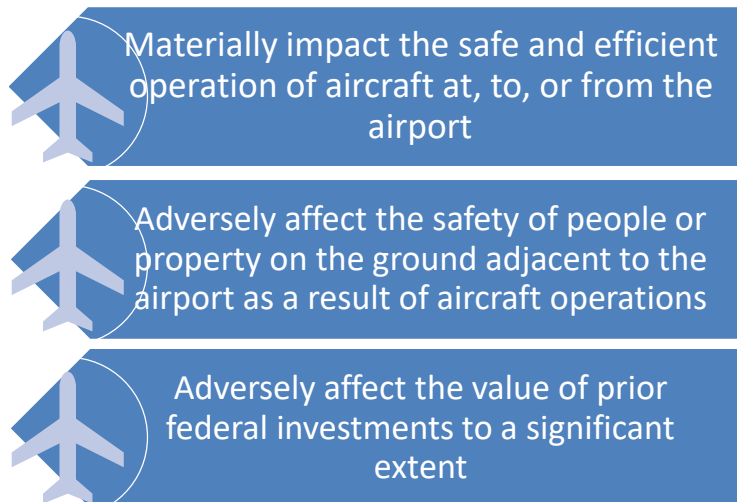 Materially impact the safe and efficient
operation of aircraft at, to, or from the
airport
Adversely affect the safety of people or
property on the ground adjacent to the
airport as a result of aircraft operations
Adversely affect the value of prior
federal investments to a significant
extent